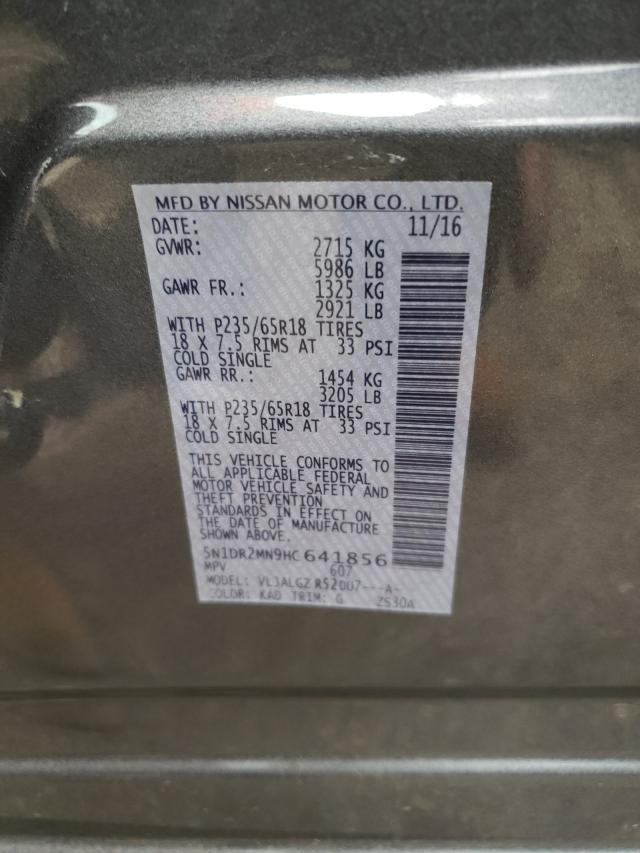 MFD BY NISSAN MOTOR CO., LTD.
DATE: 11/16
GVWR: 2715 KG
5986 LB
GAWR FR.: 1325 KG
2921 LB
WITH P235/65R18 TIRES
18 X 7.5 RIMS AT 33 PSI
COLD SINGLE
GAWR RR.: 1454 KG
3205 LB
WITH P235/65R18 TIRES
18 X 7.5 RIMS AT 33 PSI
COLD SINGLE
THIS VEHICLE CONFORMS TO
ALL APPLICABLE FEDERAL
MOTOR VEHICLE SAFETY AND
THEFT PREVENTION
STANDARDS IN EFFECT ON
THE DATE OF MANUFACTURE
SHOWN ABOVE.
5N1DR2MN9HC641856
MPV 607
MODEL: R52DU7---A-
COLOR: KAD TRIM: G 2S30A